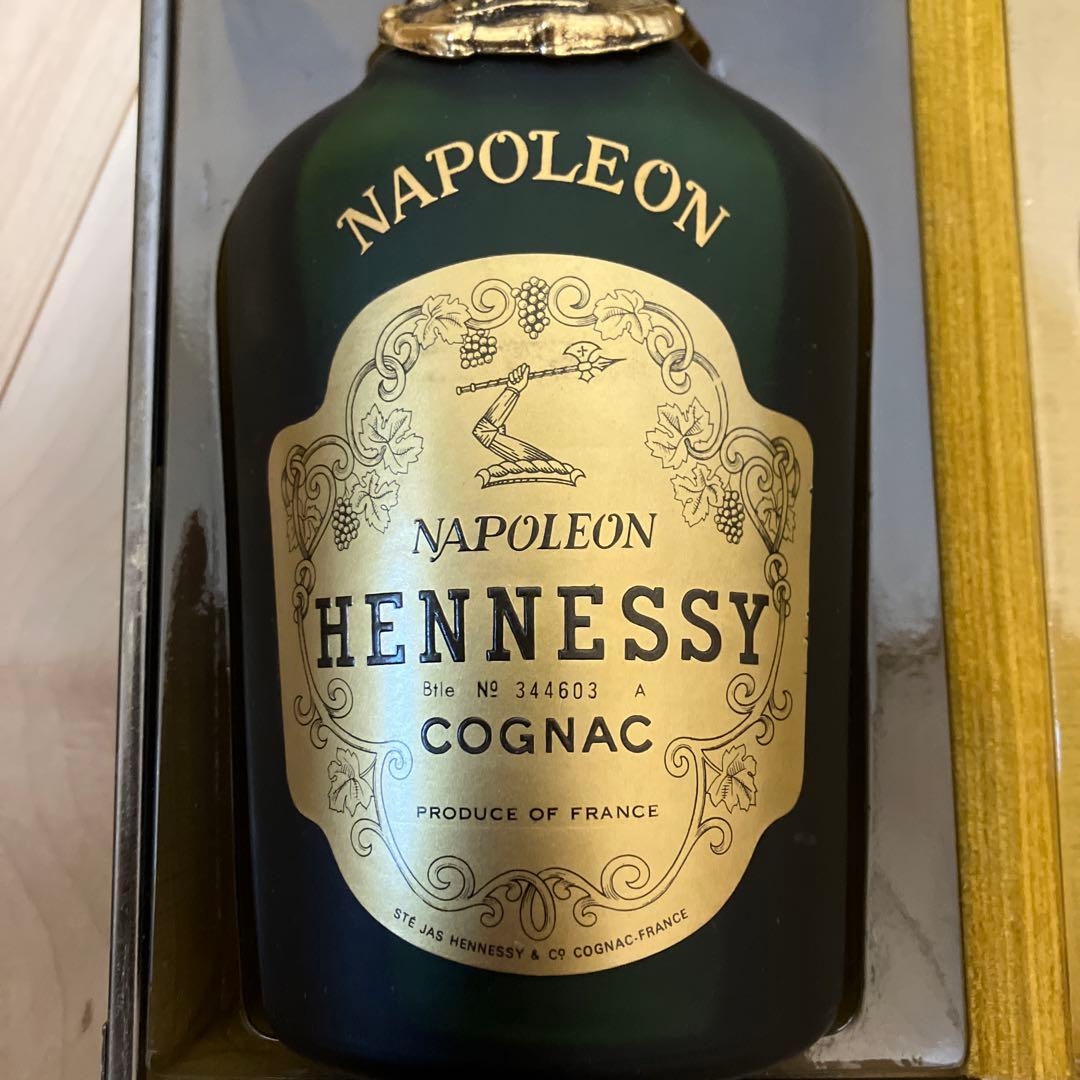 NAPOLEON
NAPOLEON
HENNESSY
Btle Nº 344603 A
COGNAC
PRODUCE OF FRANCE
STÉ JAS HENNESSY & Cº COGNAC-FRANCE